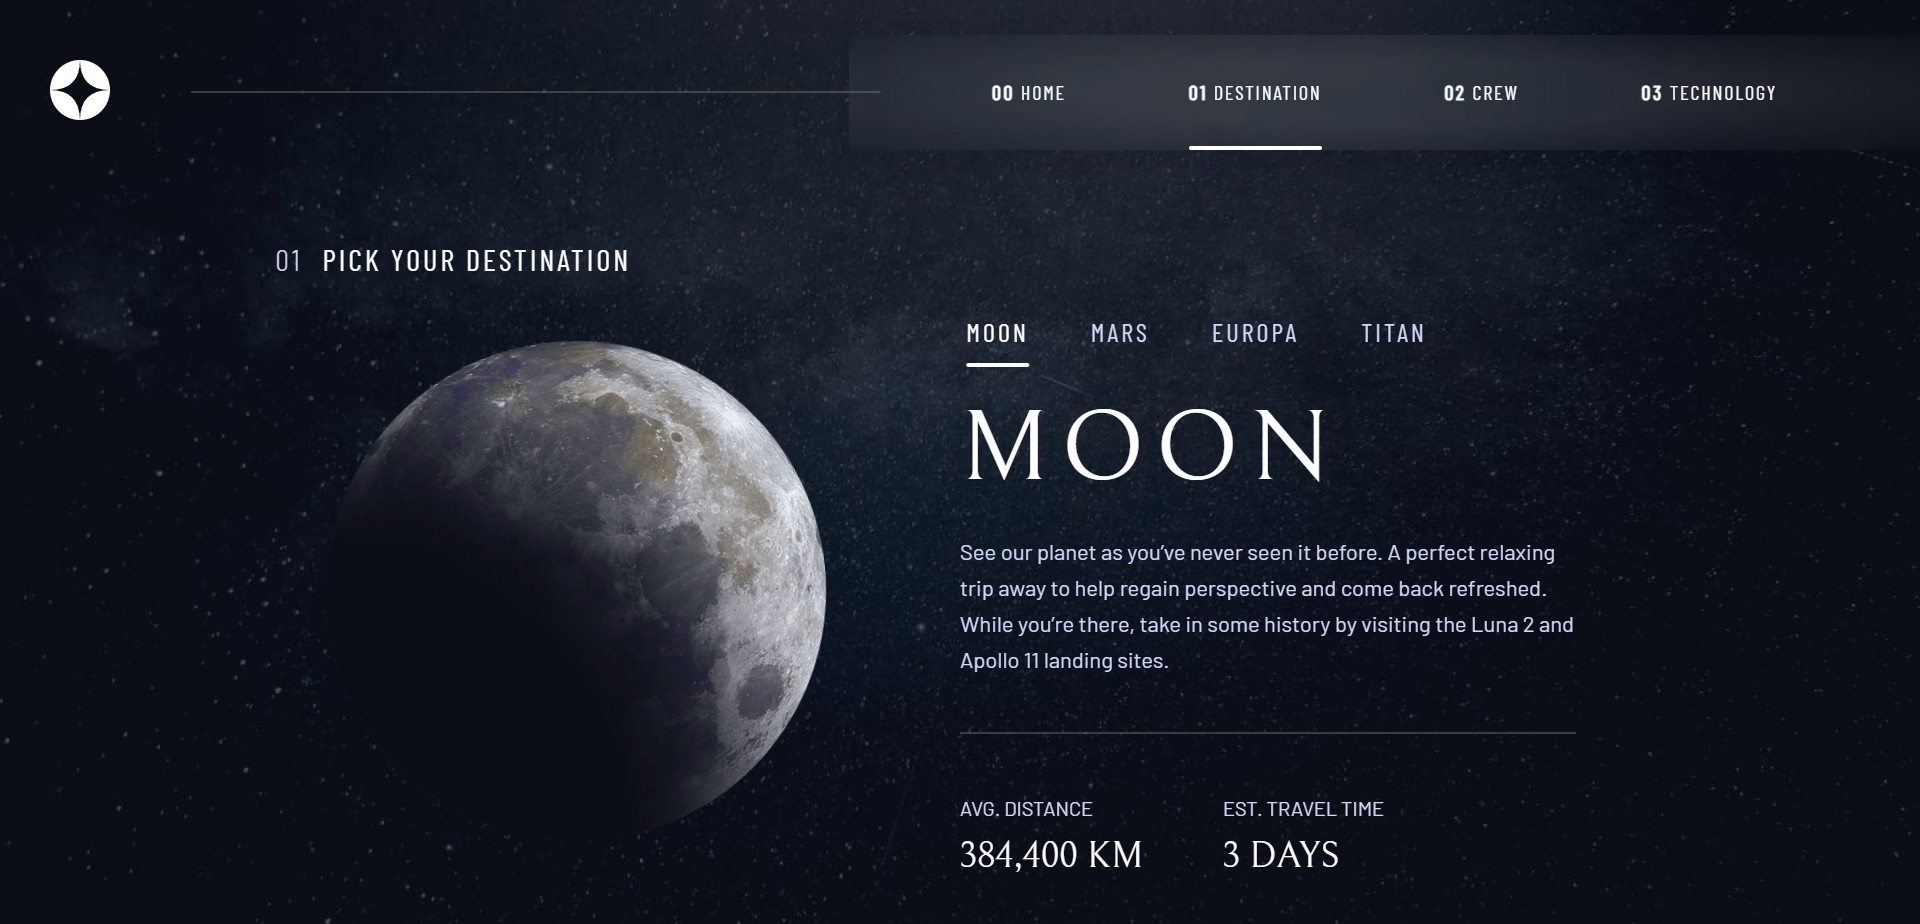 00 HOME
01 DESTINATION
02 CREW
03 TECHNOLOGY
01 PICK YOUR DESTINATION
MOON
MARS
EUROPA
TITAN
MOON
See our planet as you’ve never seen it before. A perfect relaxing
trip away to help regain perspective and come back refreshed.
While you’re there, take in some history by visiting the Luna 2 and
Apollo 11 landing sites.
AVG. DISTANCE
384,400 KM
EST. TRAVEL TIME
3 DAYS